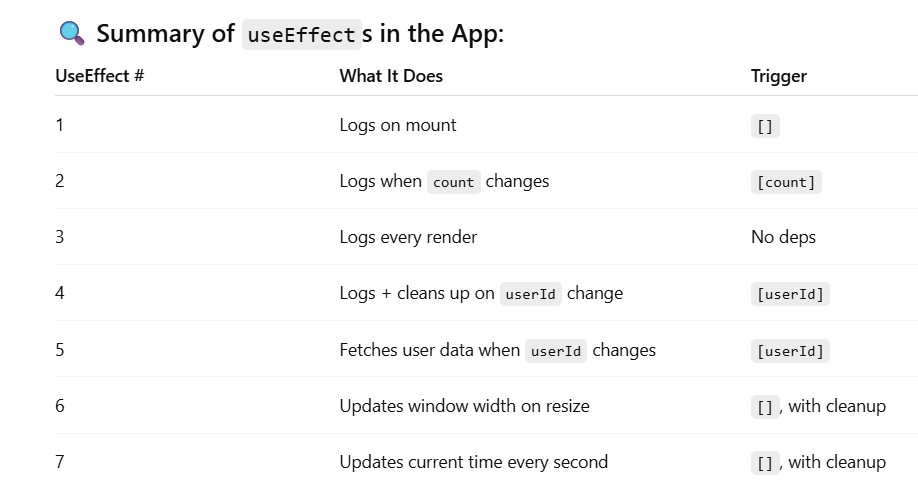 🔍 Summary of useEffects in the App:
UseEffect # What It Does Trigger
1 Logs on mount []
2 Logs when count changes [count]
3 Logs every render No deps
4 Logs + cleans up on userId change [userId]
5 Fetches user data when userId changes [userId]
6 Updates window width on resize [], with cleanup
7 Updates current time every second [], with cleanup